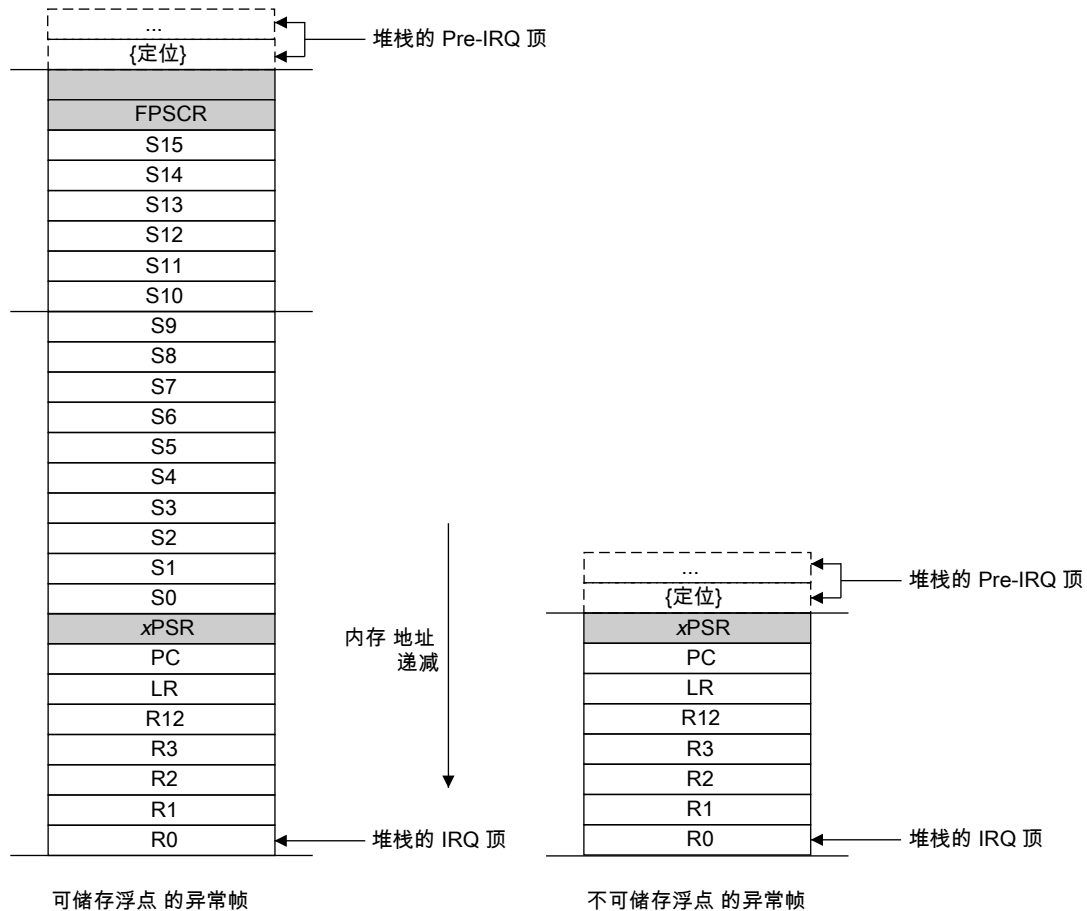 ...
{定位}
堆栈的 Pre-IRQ 顶
FPSCR
S15
S14
S13
S12
S11
S10
S9
S8
S7
S6
S5
S4
S3
S2
S1
S0
xPSR
PC
LR
R12
R3
R2
R1
R0
堆栈的 IRQ 顶
可储存浮点 的异常帧
内存 地址
递减
...
{定位}
堆栈的 Pre-IRQ 顶
xPSR
PC
LR
R12
R3
R2
R1
R0
堆栈的 IRQ 顶
不可储存浮点 的异常帧